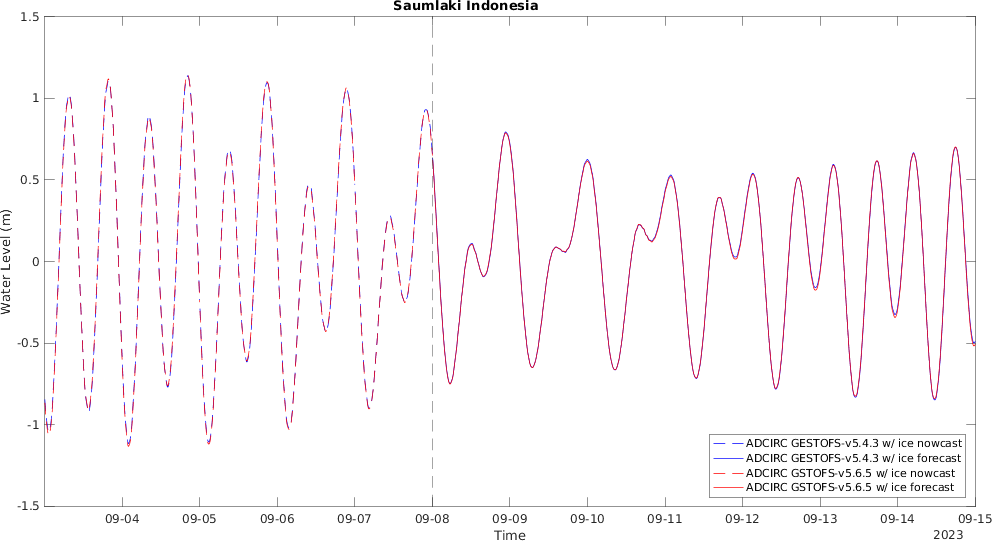 Saumlaki Indonesia
1.5
1
0.5
0
-0.5
-1
-1.5
Water Level (m)
ADCIRC GESTOFS-v5.4.3 w/ ice nowcast
ADCIRC GESTOFS-v5.4.3 w/ ice forecast
ADCIRC GSTOFS-v5.6.5 w/ ice nowcast
ADCIRC GSTOFS-v5.6.5 w/ ice forecast
09-04 09-05 09-06 09-07 09-08 09-09 09-10 09-11 09-12 09-13 09-14 09-15
Time
2023